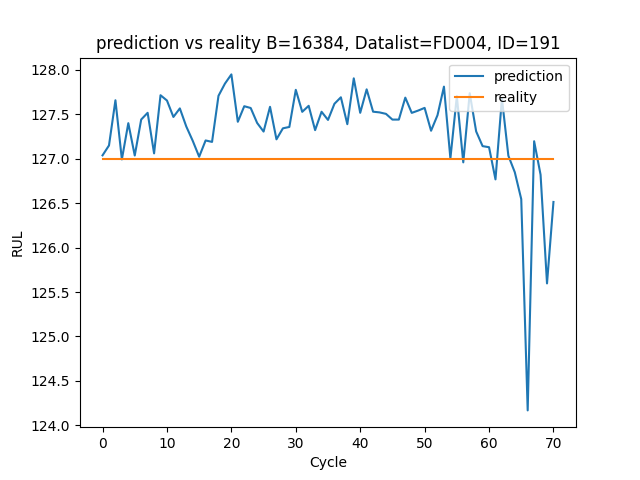 prediction vs reality B=16384, Datalist=FD004, ID=191
128.0
127.5
127.0
126.5
126.0
125.5
125.0
124.5
124.0
RUL
prediction
reality
0 10 20 30 40 50 60 70
Cycle